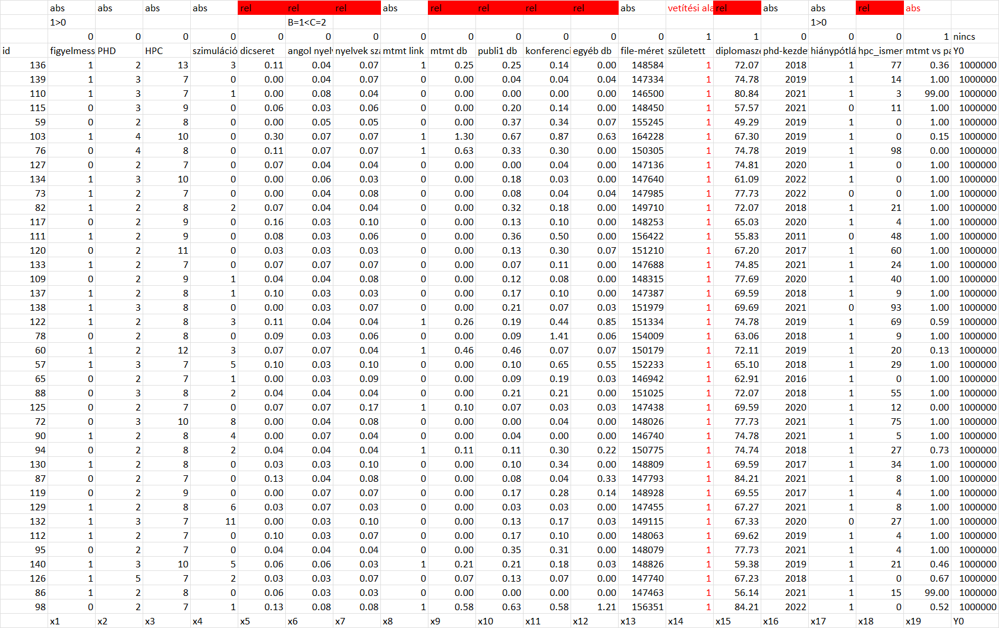 abs abs abs abs rel rel rel abs rel rel rel rel abs vetítési ala rel abs abs rel abs
1>0 B=1<C=2 1>0
0 0 0 0 0 0 0 0 0 0 0 0 0 1 1 0 0 0 1 nincs
id figyelmess PHD HPC szimuláció dicseret angol nyelv nyelvek sza mtmt link mtmt db publi1 db konferenci egyéb db file-méret született diplomasze phd-kezdet hiánypótlá hpc_ismer mtmt vs pa Y0
136 1 2 13 3 0.11 0.04 0.07 1 0.25 0.25 0.14 0.00 148584 1 72.07 2018 1 77 0.36 1000000
139 1 3 7 0 0.00 0.04 0.07 0 0.00 0.04 0.04 0.04 147334 1 74.78 2019 1 14 1.00 1000000
110 1 3 7 1 0.00 0.08 0.04 0 0.00 0.00 0.00 0.00 146500 1 80.84 2021 1 3 99.00 1000000
115 0 3 9 0 0.06 0.03 0.06 0 0.00 0.20 0.14 0.00 148450 1 57.57 2021 0 11 1.00 1000000
59 0 2 8 0 0.00 0.05 0.05 0 0.00 0.37 0.34 0.07 155245 1 49.29 2019 1 0 1.00 1000000
103 1 4 10 0 0.30 0.07 0.07 1 1.30 0.67 0.87 0.63 164228 1 67.30 2019 1 0 0.15 1000000
76 0 4 8 0 0.11 0.07 0.07 1 0.63 0.33 0.30 0.00 150305 1 74.78 2019 1 98 0.00 1000000
127 0 2 7 0 0.07 0.04 0.04 0 0.00 0.00 0.04 0.00 147136 1 74.81 2020 1 0 1.00 1000000
134 1 3 10 0 0.00 0.06 0.03 0 0.00 0.18 0.03 0.00 147640 1 61.09 2022 1 0 1.00 1000000
73 1 2 7 0 0.00 0.04 0.08 0 0.00 0.08 0.04 0.04 147985 1 77.73 2022 0 0 1.00 1000000
82 1 2 8 2 0.07 0.04 0.04 0 0.00 0.32 0.18 0.00 149710 1 72.07 2018 1 21 1.00 1000000
117 0 2 9 0 0.16 0.03 0.10 0 0.00 0.13 0.10 0.00 148253 1 65.03 2020 1 4 1.00 1000000
111 1 2 9 0 0.08 0.03 0.06 0 0.00 0.36 0.50 0.00 156422 1 55.83 2011 0 48 1.00 1000000
120 0 2 11 0 0.03 0.03 0.03 0 0.00 0.13 0.30 0.07 151210 1 67.20 2017 1 60 1.00 1000000
133 1 2 7 0 0.07 0.07 0.07 0 0.00 0.07 0.11 0.00 147688 1 74.85 2021 1 24 1.00 1000000
109 0 2 9 1 0.04 0.04 0.08 0 0.00 0.12 0.08 0.00 148315 1 77.69 2020 1 40 1.00 1000000
137 1 2 8 1 0.10 0.03 0.03 0 0.00 0.17 0.10 0.00 147387 1 69.59 2018 1 9 1.00 1000000
138 1 3 8 0 0.00 0.03 0.07 0 0.00 0.21 0.07 0.03 151979 1 69.69 2021 0 93 1.00 1000000
122 1 2 8 3 0.11 0.04 0.04 1 0.26 0.19 0.44 0.85 151334 1 74.78 2019 1 69 0.59 1000000
78 0 2 8 0 0.09 0.03 0.06 0 0.00 0.09 1.41 0.06 154009 1 63.06 2018 1 9 1.00 1000000
60 1 2 12 3 0.07 0.07 0.04 1 0.46 0.46 0.07 0.07 150179 1 72.11 2019 1 20 0.13 1000000
57 1 3 7 5 0.10 0.03 0.10 0 0.00 0.10 0.65 0.55 152233 1 65.10 2018 1 29 1.00 1000000
65 0 2 7 1 0.00 0.03 0.09 0 0.00 0.09 0.19 0.03 146942 1 62.91 2016 1 0 1.00 1000000
88 0 3 8 2 0.04 0.04 0.04 0 0.00 0.21 0.21 0.00 151025 1 72.07 2018 1 55 1.00 1000000
125 0 2 7 0 0.07 0.07 0.17 1 0.10 0.07 0.03 0.03 147438 1 69.59 2020 1 12 0.00 1000000
72 0 3 10 8 0.00 0.04 0.08 0 0.00 0.00 0.04 0.00 148026 1 77.73 2021 1 75 1.00 1000000
90 1 2 8 4 0.00 0.07 0.04 0 0.00 0.04 0.00 0.00 146740 1 74.78 2021 1 5 1.00 1000000
94 0 2 8 2 0.04 0.04 0.04 1 0.11 0.11 0.30 0.22 150775 1 74.74 2018 1 27 0.73 1000000
130 1 2 8 0 0.03 0.03 0.10 0 0.00 0.10 0.34 0.00 148809 1 69.59 2017 1 34 1.00 1000000
87 0 2 7 0 0.13 0.04 0.08 0 0.00 0.08 0.04 0.33 147793 1 84.21 2021 1 8 1.00 1000000
119 0 2 9 0 0.00 0.07 0.07 0 0.00 0.17 0.28 0.14 148928 1 69.55 2017 1 4 1.00 1000000
129 1 2 8 6 0.03 0.07 0.03 0 0.00 0.03 0.03 0.00 147455 1 67.27 2021 1 8 1.00 1000000
132 1 3 7 11 0.00 0.03 0.10 0 0.00 0.13 0.17 0.03 149115 1 67.33 2020 0 27 1.00 1000000
112 1 2 7 0 0.10 0.03 0.07 0 0.00 0.17 0.10 0.00 148063 1 69.62 2019 1 4 1.00 1000000
95 0 2 7 0 0.04 0.04 0.04 0 0.00 0.35 0.31 0.00 148079 1 77.73 2021 1 4 1.00 1000000
140 1 3 10 5 0.06 0.06 0.03 1 0.21 0.21 0.18 0.03 148826 1 59.38 2019 1 21 0.46 1000000
126 1 5 7 2 0.03 0.03 0.07 0 0.07 0.13 0.07 0.00 147740 1 67.23 2018 1 0 0.67 1000000
86 1 2 8 0 0.06 0.03 0.03 0 0.00 0.00 0.00 0.00 147463 1 56.14 2021 1 15 99.00 1000000
98 0 2 7 1 0.13 0.08 0.08 1 0.58 0.63 0.58 1.21 156351 1 84.21 2022 1 0 0.52 1000000
x1 x2 x3 x4 x5 x6 x7 x8 x9 x10 x11 x12 x13 x14 x15 x16 x17 x18 x19 Y0